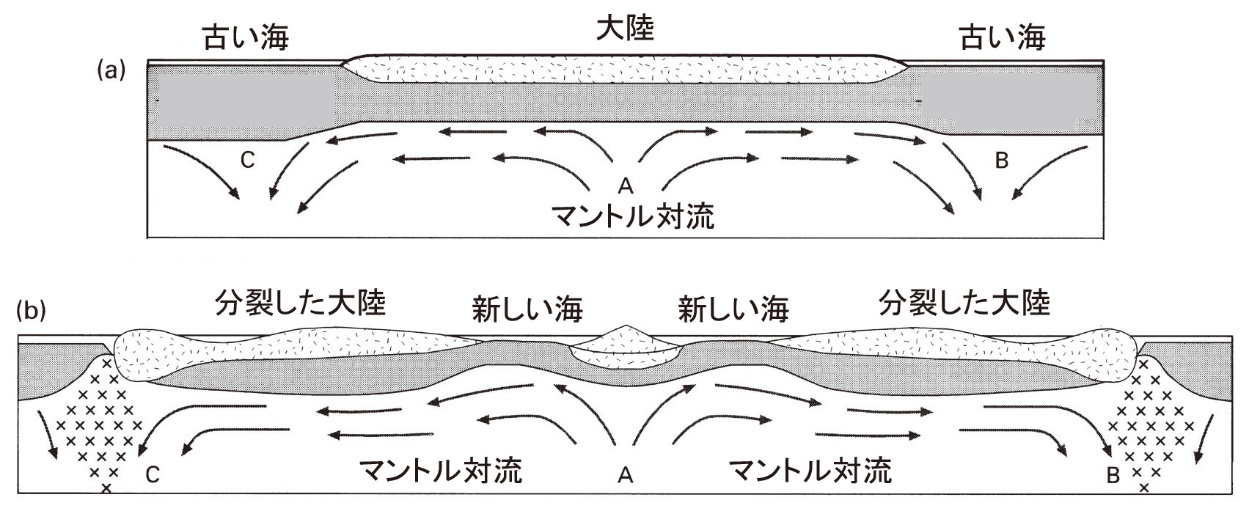 古い海 大陸 古い海
(a)
C A B
マントル対流
(b) 分裂した大陸 新しい海 新しい海 分裂した大陸
C マントル対流 A マントル対流 B